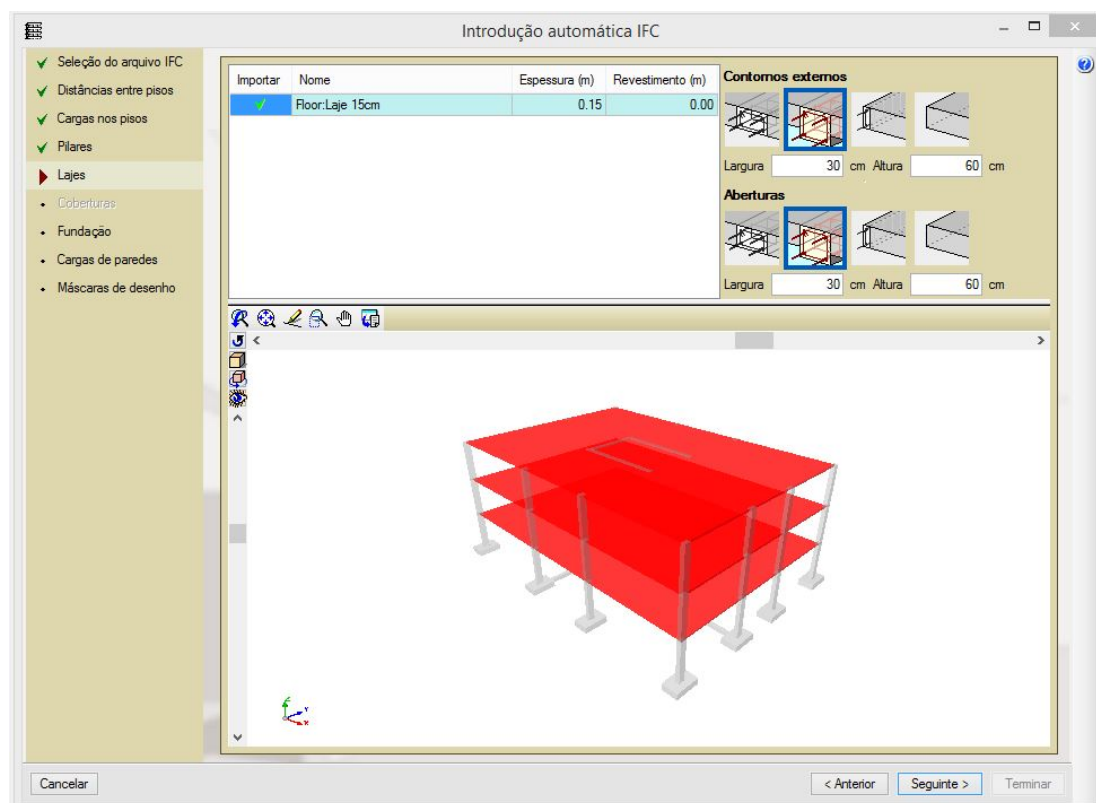 Introdução automática IFC
Seleção do arquivo IFC
Distâncias entre pisos
Cargas nos pisos
Pilares
Lajes
Coberturas
Fundação
Cargas de paredes
Máscaras de desenho
Importar Nome Espessura (m) Revestimento (m)
Floor:Laje 15cm 0.15 0.00
Contornos externos
Largura 30 cm Altura 60 cm
Aberturas
Largura 30 cm Altura 60 cm
Z Y X
Cancelar < Anterior Seguinte > Terminar